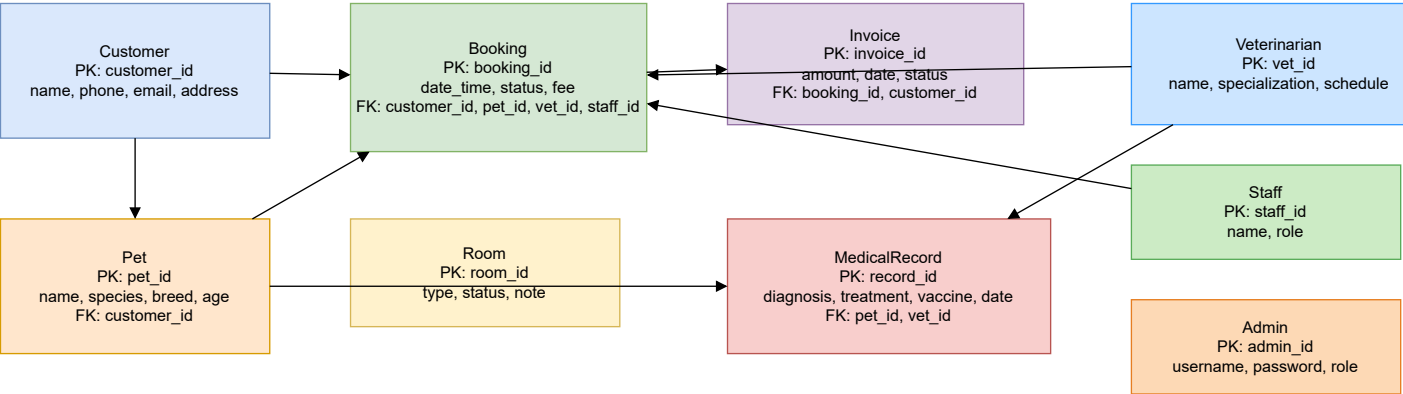 Customer
PK: customer_id
name, phone, email, address
Booking
PK: booking_id
date_time, status, fee
FK: customer_id, pet_id, vet_id, staff_id
Invoice
PK: invoice_id
amount, date, status
FK: booking_id, customer_id
Veterinarian
PK: vet_id
name, specialization, schedule
Staff
PK: staff_id
name, role
Pet
PK: pet_id
name, species, breed, age
FK: customer_id
Room
PK: room_id
type, status, note
MedicalRecord
PK: record_id
diagnosis, treatment, vaccine, date
FK: pet_id, vet_id
Admin
PK: admin_id
username, password, role